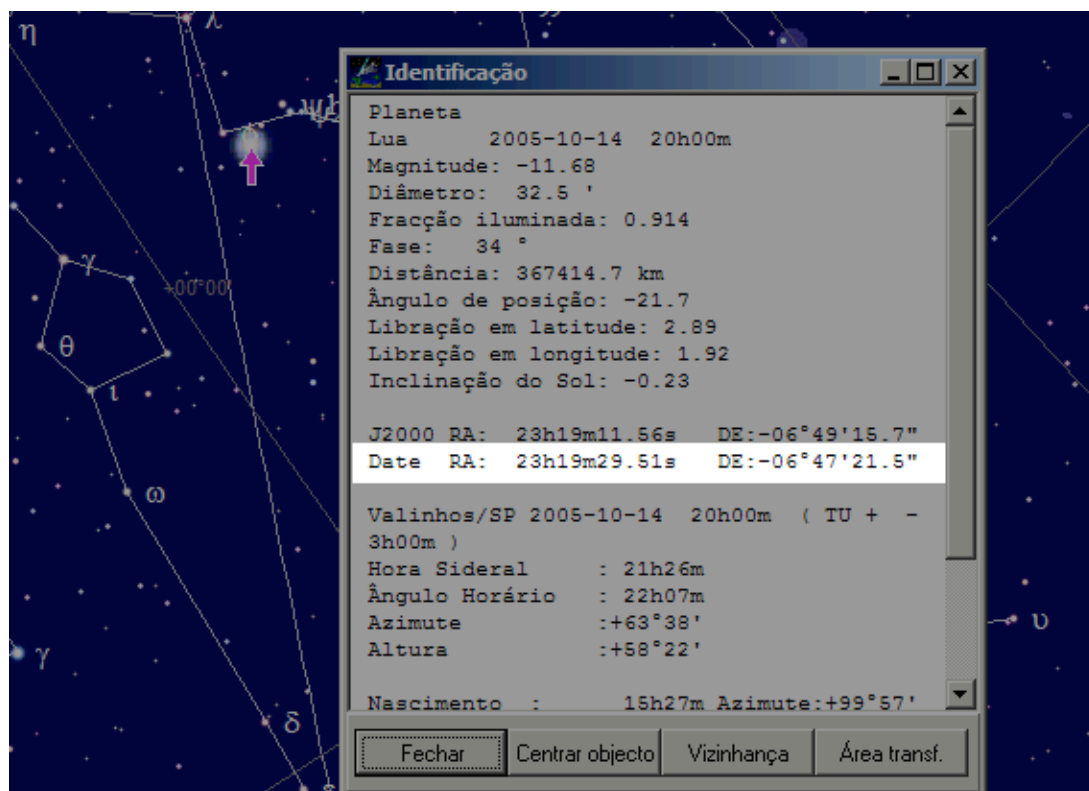 η
λ
ψ1
γ
+00°00'
θ
ι
ω
γ
δ
υ
Identificação
Planeta
Lua 2005-10-14 20h00m
Magnitude: -11.68
Diâmetro: 32.5 '
Fracção iluminada: 0.914
Fase: 34 °
Distância: 367414.7 km
Ângulo de posição: -21.7
Libração em latitude: 2.89
Libração em longitude: 1.92
Inclinação do Sol: -0.23
J2000 RA: 23h19m11.56s DE:-06°49'15.7"
Date RA: 23h19m29.51s DE:-06°47'21.5"
Valinhos/SP 2005-10-14 20h00m ( TU + -
3h00m )
Hora Sideral : 21h26m
Ângulo Horário : 22h07m
Azimute :+63°38'
Altura :+58°22'
Nascimento : 15h27m Azimute:+99°57'
Fechar Centrar objecto Vizinhança Área transf.